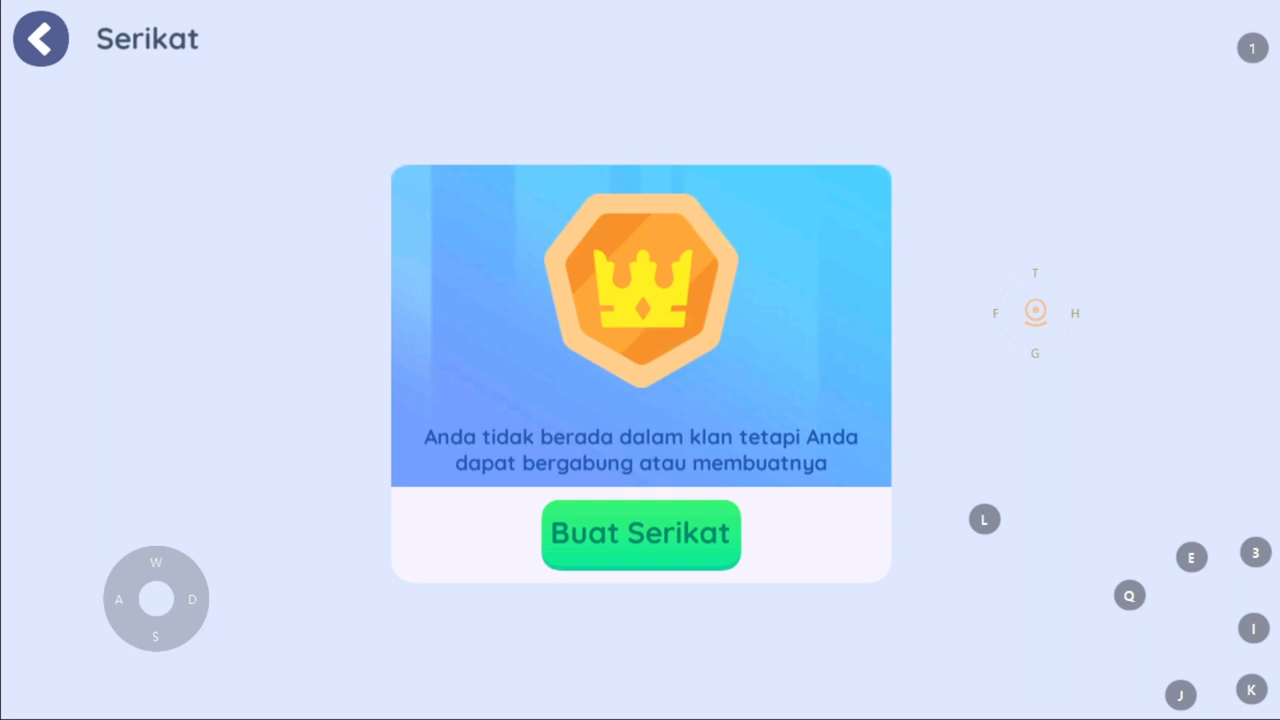 Serikat
1
T
F
H
G
Anda tidak berada dalam klan tetapi Anda
dapat bergabung atau membuatnya
Buat Serikat
L
E
3
Q
W
A
D
S
I
J
K